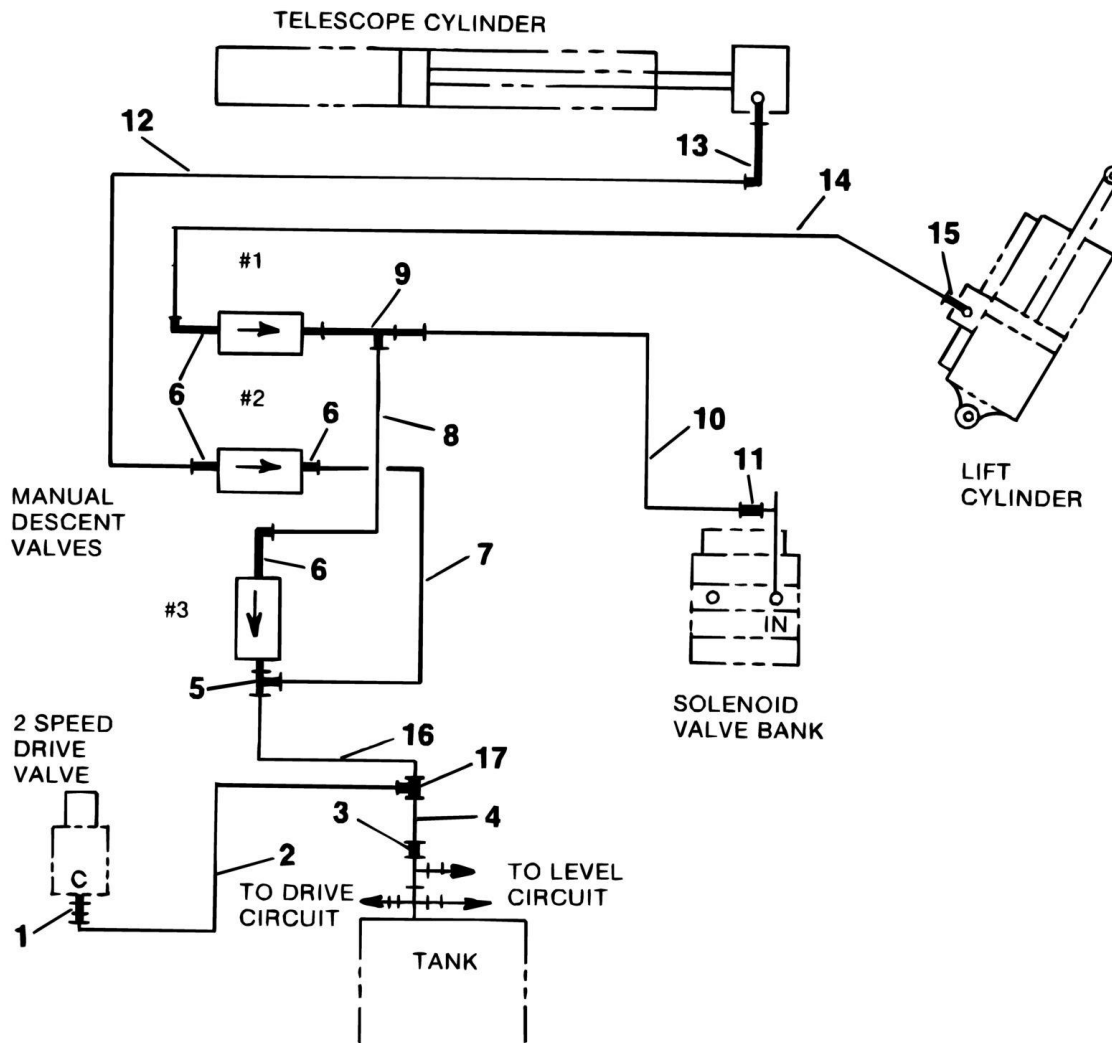 TELESCOPE CYLINDER
12
13
14
#1
15
9
6
#2
6
8
10
11
MANUAL
DESCENT
VALVES
LIFT
CYLINDER
6
7
#3
IN
5
SOLENOID
VALVE BANK
2 SPEED
DRIVE
VALVE
16
17
3
4
2
C
TO LEVEL
CIRCUIT
TO DRIVE
CIRCUIT
1
TANK